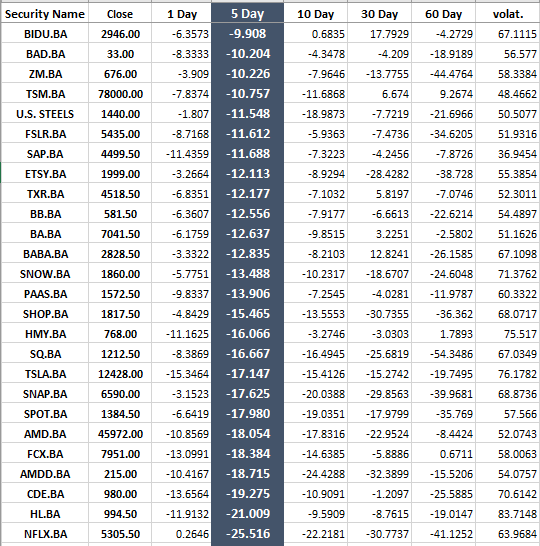 Security Name Close 1 Day 5 Day 10 Day 30 Day 60 Day volat.
BIDU.BA 2946.00 -6.3573 -9.908 0.6835 17.7929 -4.2729 67.1115
BAD.BA 33.00 -8.3333 -10.204 -4.3478 -4.209 -18.9189 56.577
ZM.BA 676.00 -3.909 -10.226 -7.9646 -13.7755 -44.4764 58.3384
TSM.BA 78000.00 -7.8374 -10.757 -11.6868 6.674 9.2674 48.4662
U.S. STEELS 1440.00 -1.807 -11.548 -18.9873 -7.7219 -21.6966 50.5077
FSLR.BA 5435.00 -8.7168 -11.612 -5.9363 -7.4736 -34.6205 51.9316
SAP.BA 4499.50 -11.4359 -11.688 -7.3223 -4.2456 -7.8726 36.9454
ETSY.BA 1999.00 -3.2664 -12.113 -8.9294 -28.4282 -38.728 55.3854
TXR.BA 4518.50 -6.8351 -12.177 -7.1032 5.8197 -7.0746 52.3011
BB.BA 581.50 -6.3607 -12.556 -7.9177 -6.6613 -22.6214 54.4897
BA.BA 7041.50 -6.1759 -12.637 -9.8515 3.2251 -2.5802 51.1626
BABA.BA 2828.50 -3.3322 -12.835 -8.2103 12.8241 -26.1585 67.1098
SNOW.BA 1860.00 -5.7751 -13.488 -10.2317 -18.6707 -24.6048 71.3762
PAAS.BA 1572.50 -9.8337 -13.906 -7.2545 -4.0281 -11.9787 60.3322
SHOP.BA 1817.50 -4.8429 -15.465 -13.5553 -30.7355 -36.362 68.0717
HMY.BA 768.00 -11.1625 -16.066 -3.2746 -3.0303 1.7893 75.517
SQ.BA 1212.50 -8.3869 -16.667 -16.4945 -25.6819 -54.3486 67.0349
TSLA.BA 12428.00 -15.3464 -17.147 -15.4126 -15.2742 -19.7495 76.1782
SNAP.BA 6590.00 -3.1523 -17.625 -20.0388 -29.8563 -39.9681 68.8736
SPOT.BA 1384.50 -6.6419 -17.980 -19.0351 -17.9799 -35.769 57.566
AMD.BA 45972.00 -10.8569 -18.054 -17.8316 -22.9524 -8.4424 52.0743
FCX.BA 7951.00 -13.0991 -18.384 -14.6385 -5.8886 0.6711 58.0063
AMDD.BA 215.00 -10.4167 -18.715 -24.4288 -32.3899 -15.5206 54.0757
CDE.BA 980.00 -13.6564 -19.275 -10.9091 -1.2097 -25.5885 70.6142
HL.BA 994.50 -11.9132 -21.009 -9.5909 -8.7615 -19.0147 83.7148
NFLX.BA 5305.50 0.2646 -25.516 -22.2181 -30.7737 -41.1252 63.9684